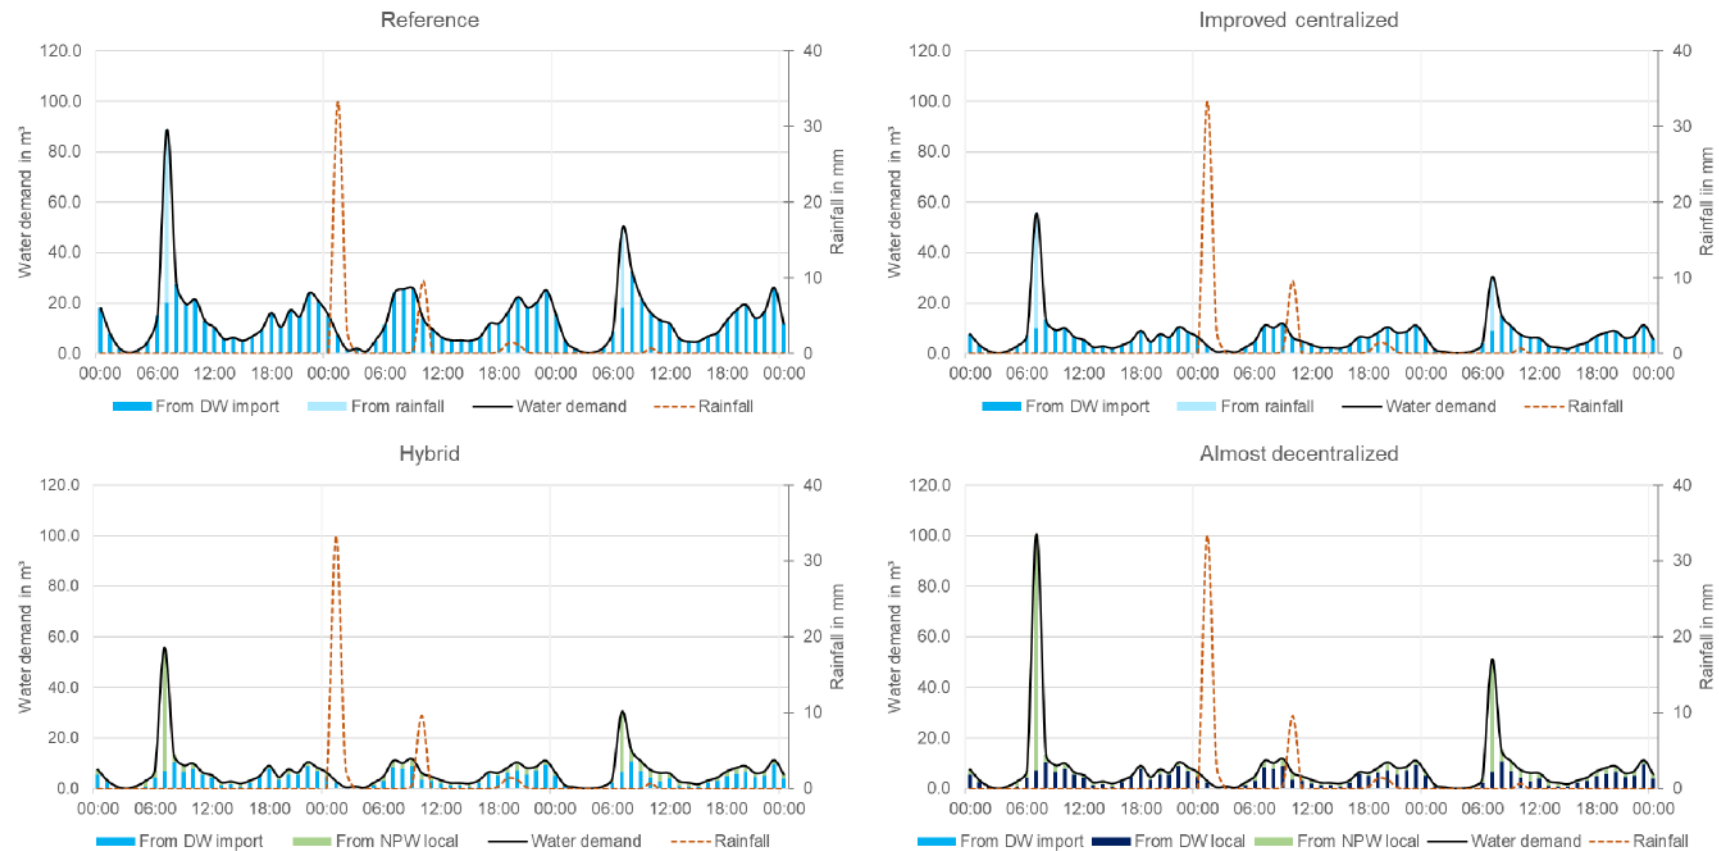 Reference
120.0
100.0
80.0
60.0
40.0
20.0
0.0
Water demand in m³
40
30
20
10
0
Rainfall in mm
00:00 06:00 12:00 18:00 00:00 06:00 12:00 18:00 00:00 06:00 12:00 18:00 00:00
From DW import From rainfall Water demand Rainfall
Improved centralized
120.0
100.0
80.0
60.0
40.0
20.0
0.0
Water demand in m³
40
30
20
10
0
Rainfall iin mm
00:00 06:00 12:00 18:00 00:00 06:00 12:00 18:00 00:00 06:00 12:00 18:00 00:00
From DW import From rainfall Water demand Rainfall
Hybrid
120.0
100.0
80.0
60.0
40.0
20.0
0.0
Water demand in m³
40
30
20
10
0
Rainfall in mm
00:00 06:00 12:00 18:00 00:00 06:00 12:00 18:00 00:00 06:00 12:00 18:00 00:00
From DW import From NPW local Water demand Rainfall
Almost decentralized
120.0
100.0
80.0
60.0
40.0
20.0
0.0
Water demand in m³
40
30
20
10
0
Rainfall in mm
00:00 06:00 12:00 18:00 00:00 06:00 12:00 18:00 00:00 06:00 12:00 18:00 00:00
From DW import From DW local From NPW local Water demand Rainfall